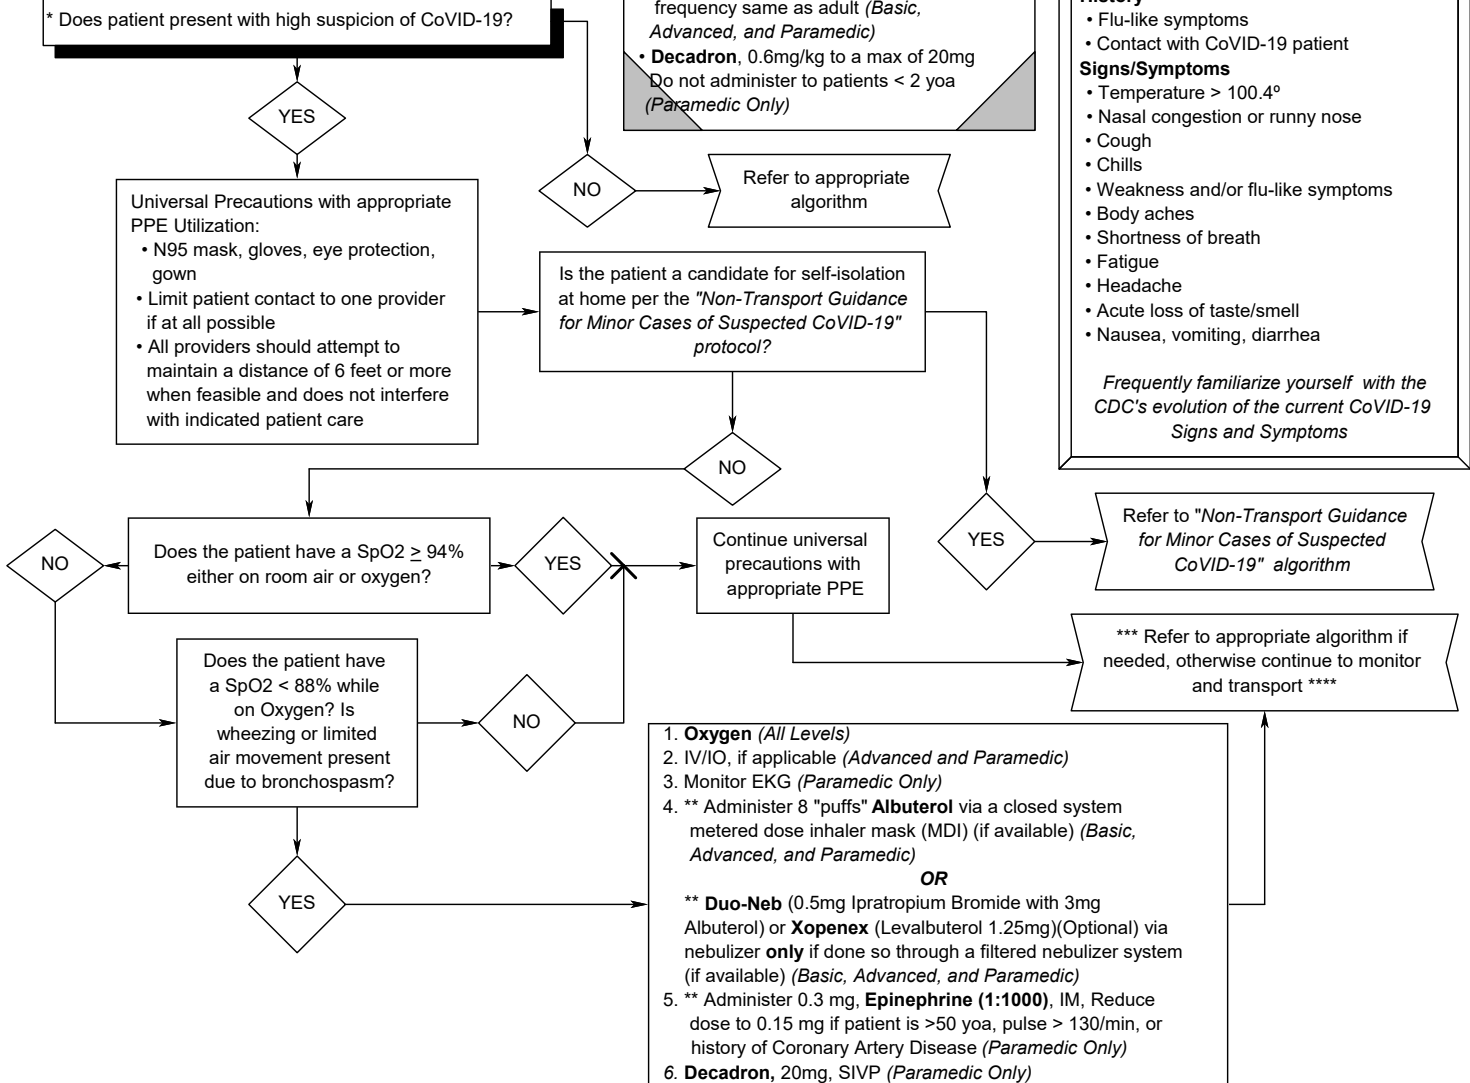 * Does patient present with high suspicion of CoVID-19?
frequency same as adult (Basic,
Advanced, and Paramedic)
• Decadron, 0.6mg/kg to a max of 20mg
Do not administer to patients < 2 yoa
(Paramedic Only)
History
• Flu-like symptoms
• Contact with CoVID-19 patient
Signs/Symptoms
• Temperature > 100.4º
• Nasal congestion or runny nose
• Cough
• Chills
• Weakness and/or flu-like symptoms
• Body aches
• Shortness of breath
• Fatigue
• Headache
• Acute loss of taste/smell
• Nausea, vomiting, diarrhea
Frequently familiarize yourself with the
CDC's evolution of the current CoVID-19
Signs and Symptoms
YES
NO
Refer to appropriate
algorithm
Universal Precautions with appropriate
PPE Utilization:
• N95 mask, gloves, eye protection,
gown
• Limit patient contact to one provider
if at all possible
• All providers should attempt to
maintain a distance of 6 feet or more
when feasible and does not interfere
with indicated patient care
Is the patient a candidate for self-isolation
at home per the "Non-Transport Guidance
for Minor Cases of Suspected CoVID-19"
protocol?
NO
YES
Refer to "Non-Transport Guidance
for Minor Cases of Suspected
CoVID-19" algorithm
NO
Does the patient have a SpO2 ≥ 94%
either on room air or oxygen?
YES
Continue universal
precautions with
appropriate PPE
*** Refer to appropriate algorithm if
needed, otherwise continue to monitor
and transport ****
Does the patient have
a SpO2 < 88% while
on Oxygen? Is
wheezing or limited
air movement present
due to bronchospasm?
NO
YES
1. Oxygen (All Levels)
2. IV/IO, if applicable (Advanced and Paramedic)
3. Monitor EKG (Paramedic Only)
4. ** Administer 8 "puffs" Albuterol via a closed system
metered dose inhaler mask (MDI) (if available) (Basic,
Advanced, and Paramedic)
OR
** Duo-Neb (0.5mg Ipratropium Bromide with 3mg
Albuterol) or Xopenex (Levalbuterol 1.25mg)(Optional) via
nebulizer only if done so through a filtered nebulizer system
(if available) (Basic, Advanced, and Paramedic)
5. ** Administer 0.3 mg, Epinephrine (1:1000), IM, Reduce
dose to 0.15 mg if patient is >50 yoa, pulse > 130/min, or
history of Coronary Artery Disease (Paramedic Only)
6. Decadron, 20mg, SIVP (Paramedic Only)